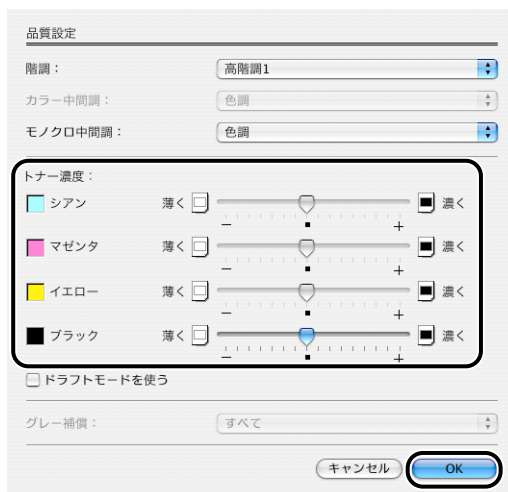 品質設定
階調： 高階調1
カラー中間調： 色調
モノクロ中間調： 色調
トナー濃度：
シアン 薄く 濃く
− +
マゼンタ 薄く 濃く
− +
イエロー 薄く 濃く
− +
ブラック 薄く 濃く
− +
ドラフトモードを使う
グレー補償： すべて
キャンセル OK